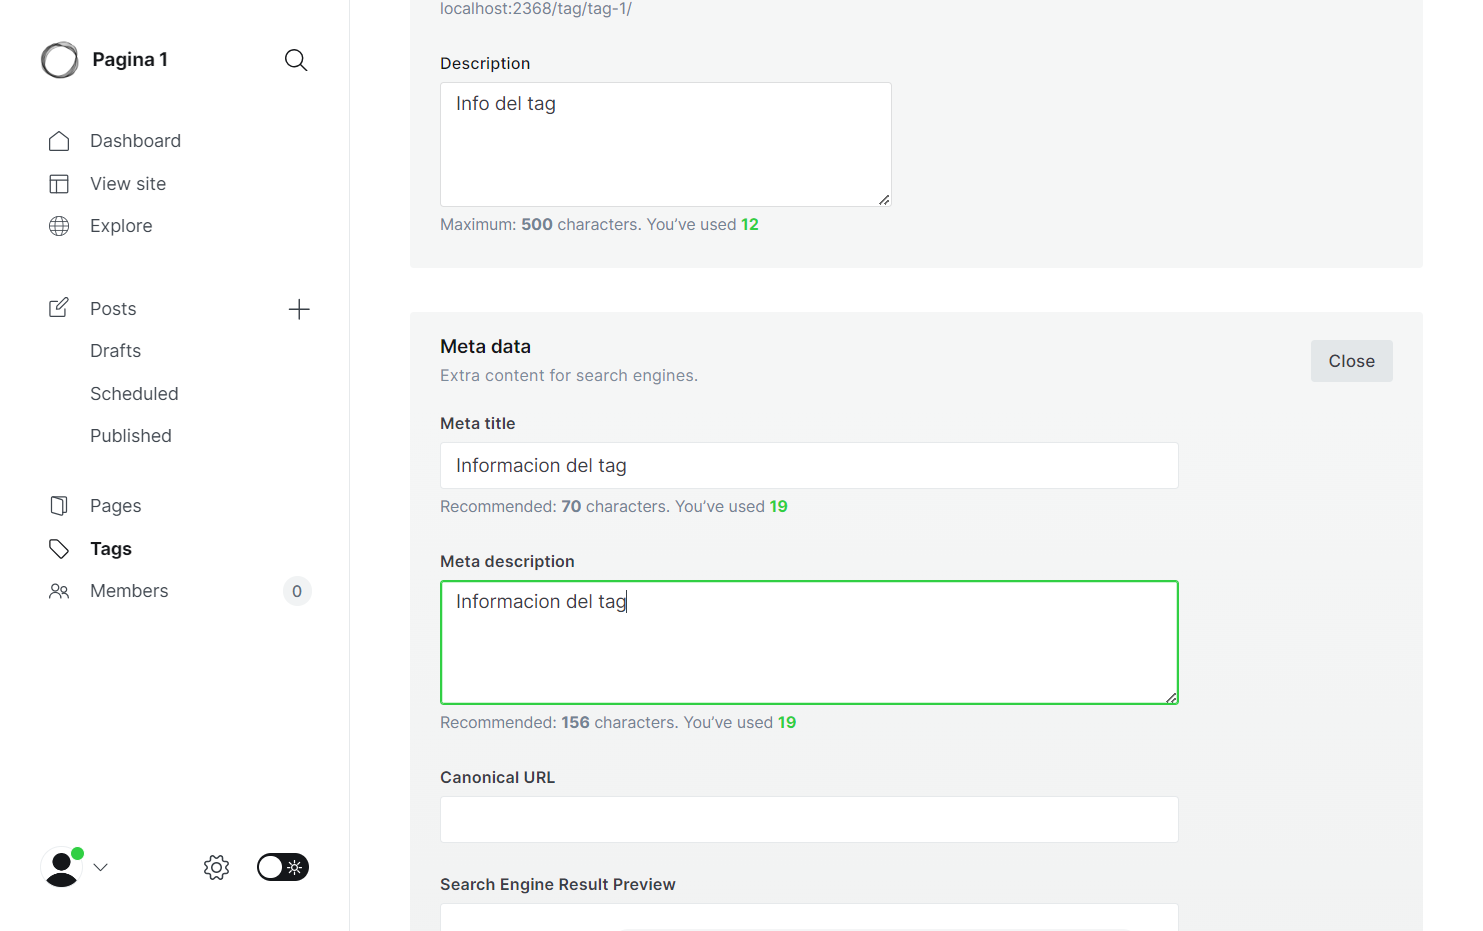 Pagina 1
Dashboard
View site
Explore
Posts
Drafts
Scheduled
Published
Pages
Tags
Members
0
localhost:2368/tag/tag-1/
Description
Info del tag
Maximum: 500 characters. You’ve used 12
Meta data
Extra content for search engines.
Close
Meta title
Informacion del tag
Recommended: 70 characters. You’ve used 19
Meta description
Informacion del tag
Recommended: 156 characters. You’ve used 19
Canonical URL
Search Engine Result Preview